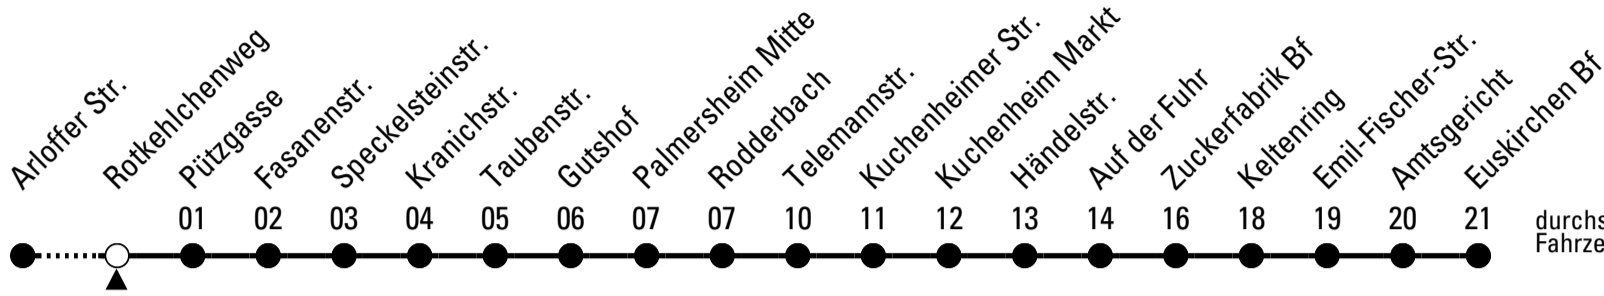 Arloffer Str.
Rotkehlchenweg
Pützgasse
Fasanenstr.
Speckelsteinstr.
Kranichstr.
Taubenstr.
Gutshof
Palmersheim Mitte
Rodderbach
Telemannstr.
Kuchenheimer Str.
Kuchenheim Markt
Händelstr.
Auf der Fuhr
Zuckerfabrik Bf
Keltenring
Emil-Fischer-Str.
Amtsgericht
Euskirchen Bf
01 02 03 04 05 06 07 07 10 11 12 13 14 16 18 19 20 21
durchs
Fahrze